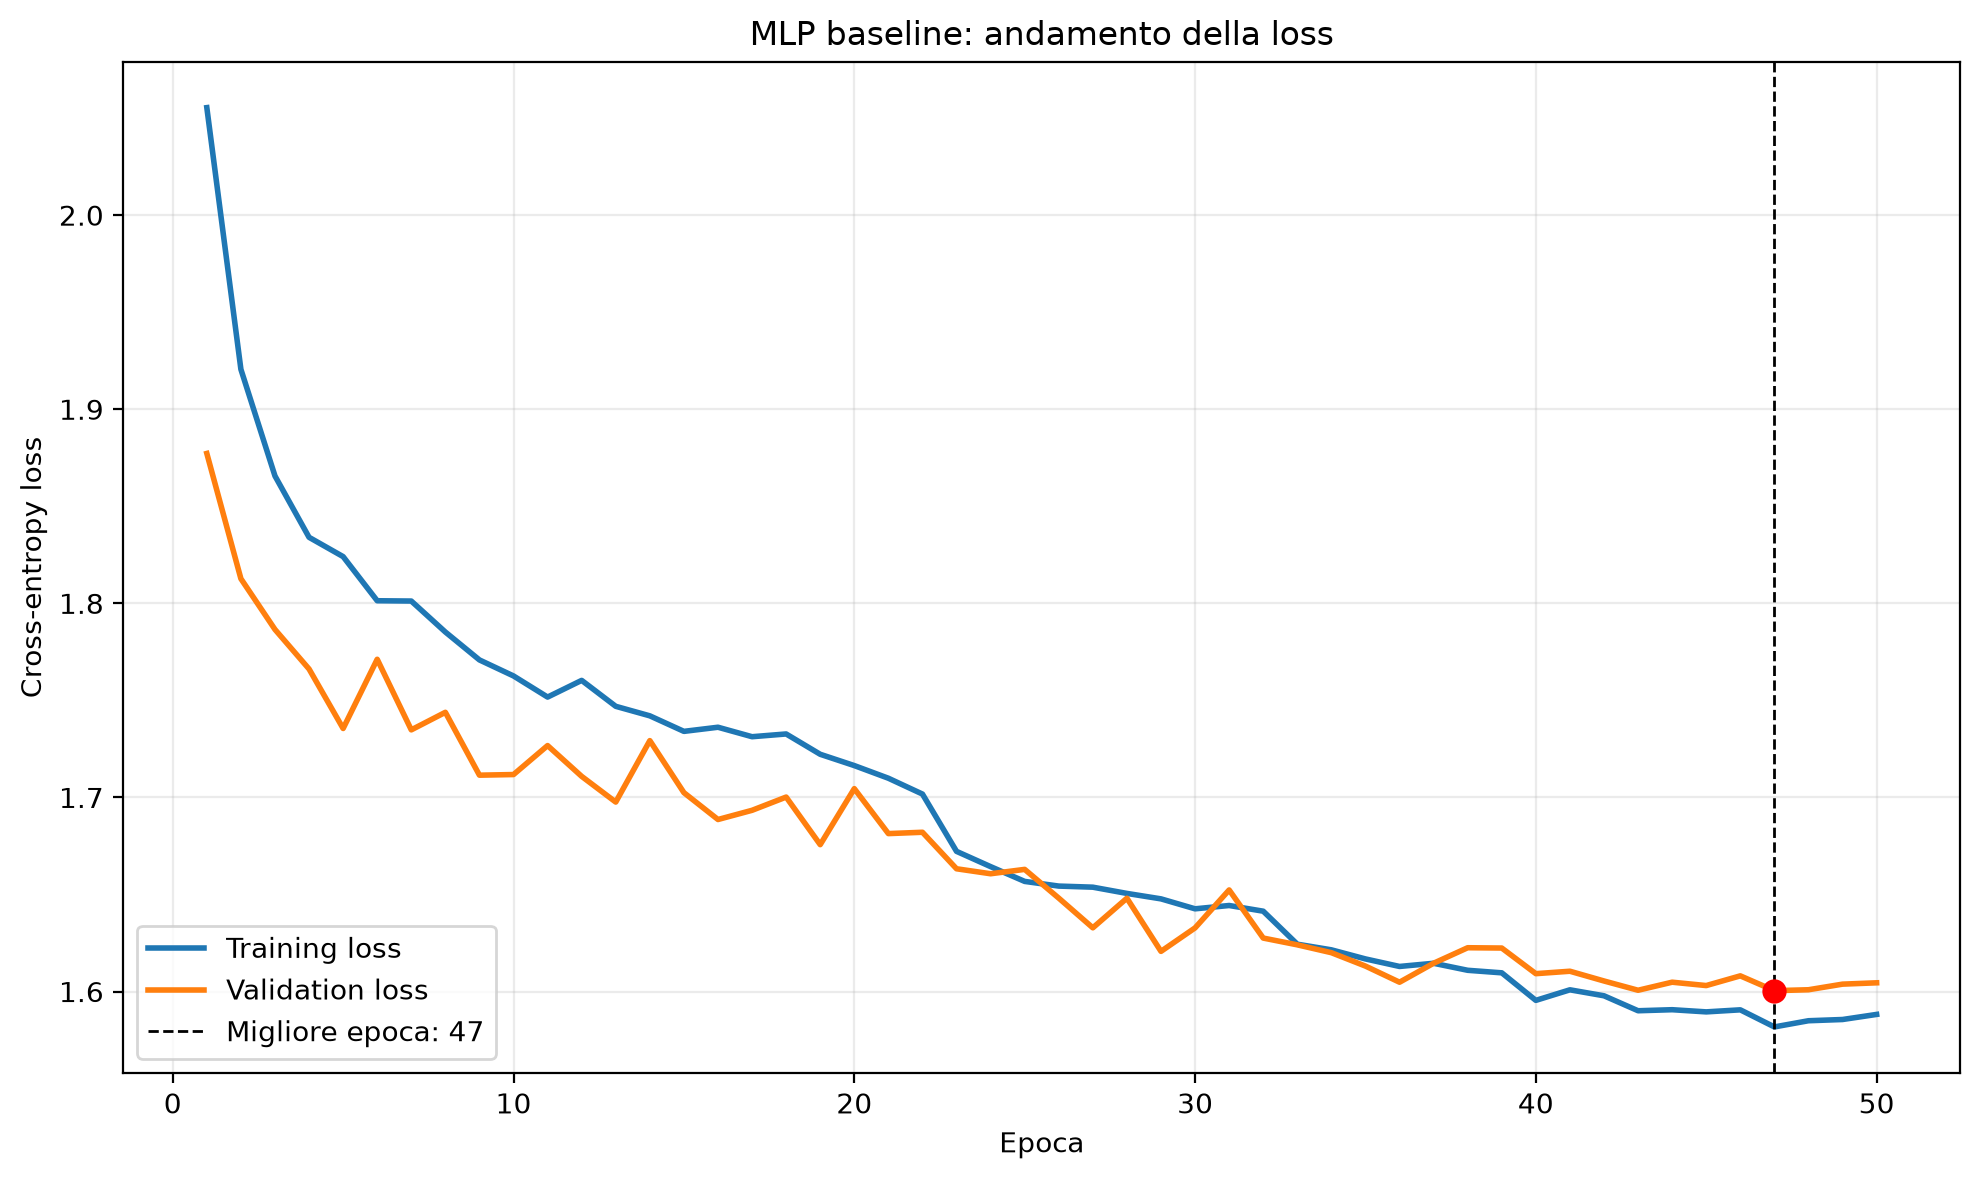 MLP baseline: andamento della loss
Cross-entropy loss
2.0
1.9
1.8
1.7
1.6
Training loss
Validation loss
Migliore epoca: 47
0 10 20 30 40 50
Epoca